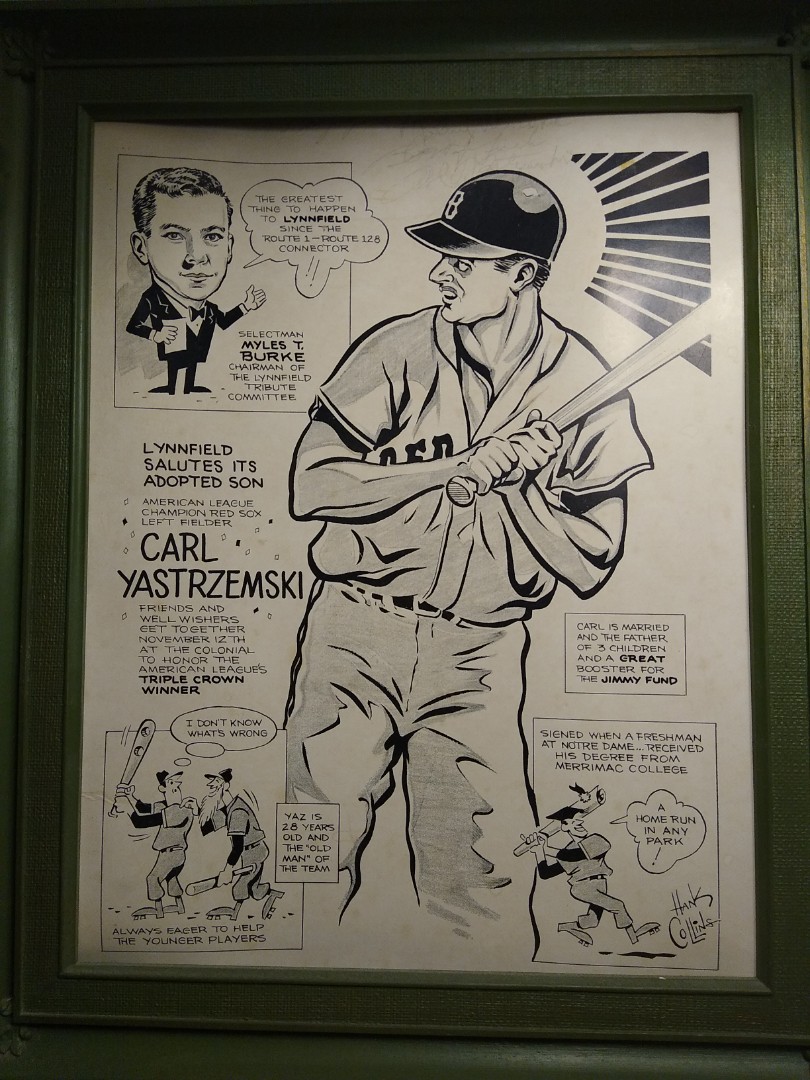 THE GREATEST
THING TO HAPPEN
TO LYNNFIELD
SINCE THE
ROUTE 1–ROUTE 128
CONNECTOR
SELECTMAN
MYLES T.
BURKE
CHAIRMAN OF
THE LYNNFIELD
TRIBUTE
COMMITTEE
B
RED
LYNNFIELD
SALUTES ITS
ADOPTED SON
AMERICAN LEAGUE
CHAMPION RED SOX
LEFT FIELDER
CARL
YASTRZEMSKI
FRIENDS AND
WELL WISHERS
GET TOGETHER
NOVEMBER 12TH
AT THE COLONIAL
TO HONOR THE
AMERICAN LEAGUE'S
TRIPLE CROWN
WINNER
CARL IS MARRIED
AND THE FATHER
OF 3 CHILDREN
AND A GREAT
BOOSTER FOR
THE JIMMY FUND
I DON'T KNOW
WHAT'S WRONG
YAZ IS
28 YEARS
OLD AND
THE "OLD
MAN" OF
THE TEAM
ALWAYS EAGER TO HELP
THE YOUNGER PLAYERS
SIGNED WHEN A FRESHMAN
AT NOTRE DAME...RECEIVED
HIS DEGREE FROM
MERRIMAC COLLEGE
A
HOME RUN
IN ANY
PARK
!
HANK
COLLINS